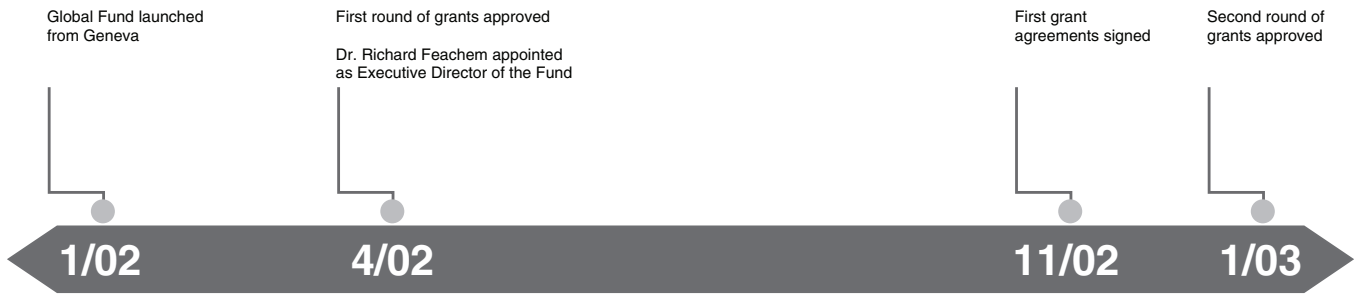 Global Fund launched
from Geneva
First round of grants approved
Dr. Richard Feachem appointed
as Executive Director of the Fund
First grant
agreements signed
Second round of
grants approved
1/02
4/02
11/02
1/03